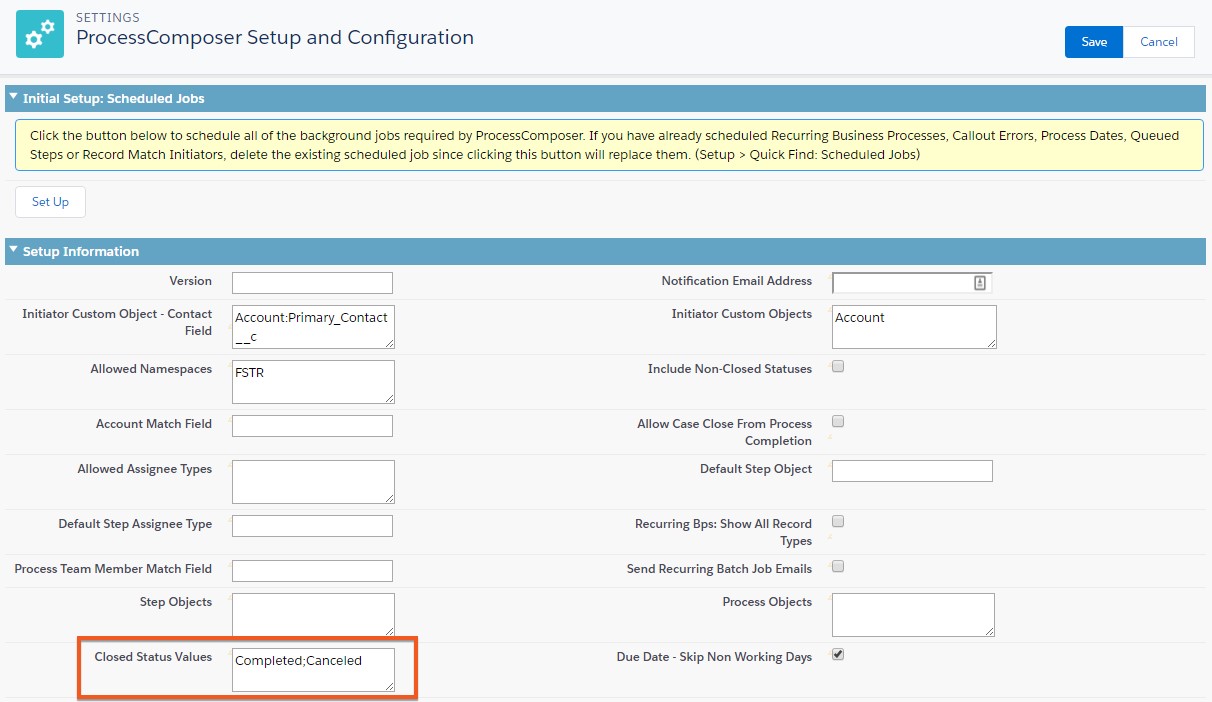 SETTINGS
ProcessComposer Setup and Configuration
Save
Cancel
Initial Setup: Scheduled Jobs
Click the button below to schedule all of the background jobs required by ProcessComposer. If you have already scheduled Recurring Business Processes, Callout Errors, Process Dates, Queued
Steps or Record Match Initiators, delete the existing scheduled job since clicking this button will replace them. (Setup > Quick Find: Scheduled Jobs)
Set Up
Setup Information
Version
Notification Email Address
Initiator Custom Object - Contact
Field
Account:Primary_Contact
__c
Initiator Custom Objects
Account
Allowed Namespaces
FSTR
Include Non-Closed Statuses
Account Match Field
Allow Case Close From Process
Completion
Allowed Assignee Types
Default Step Object
Default Step Assignee Type
Recurring Bps: Show All Record
Types
Process Team Member Match Field
Send Recurring Batch Job Emails
Step Objects
Process Objects
Closed Status Values
Completed;Canceled
Due Date - Skip Non Working Days